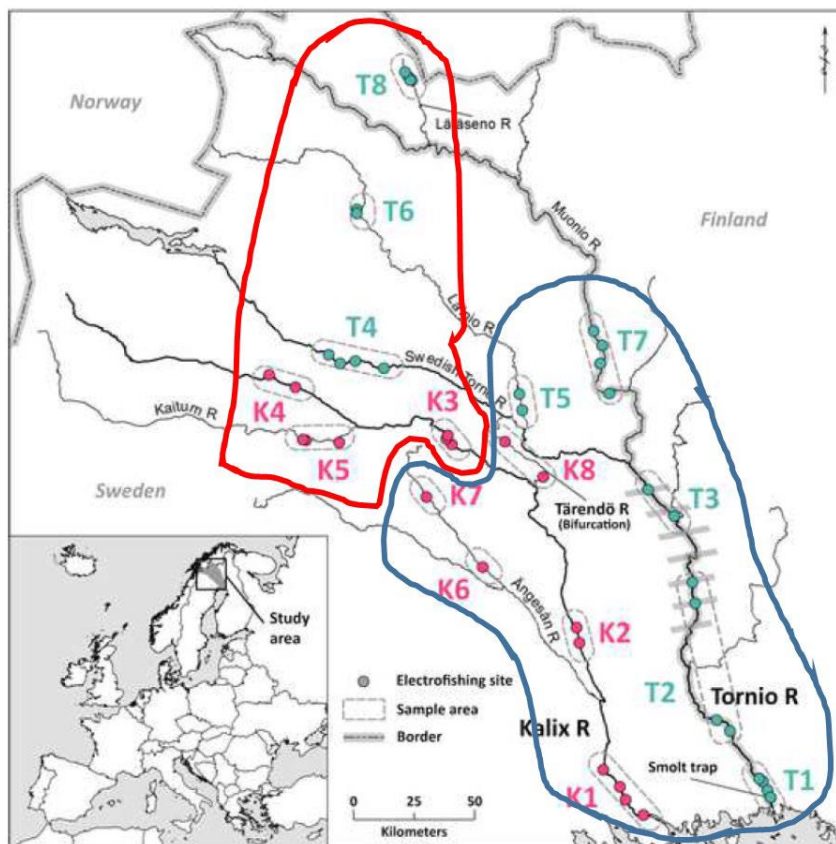 Norway
T8
Lätäseno R
T6
Muonio R
Finland
Lainio R
T4
Swedish Torne R
T7
T5
K4
K3
Kaitum R
K5
K8
K7
Sweden
Tärendö R
(Bifurcation)
T3
K6
Ängesån R
K2
Study
area
T2
Tornio R
Electrofishing site
Sample area
Border
Kalix R
Smolt trap
T1
K1
0 25 50
Kilometers